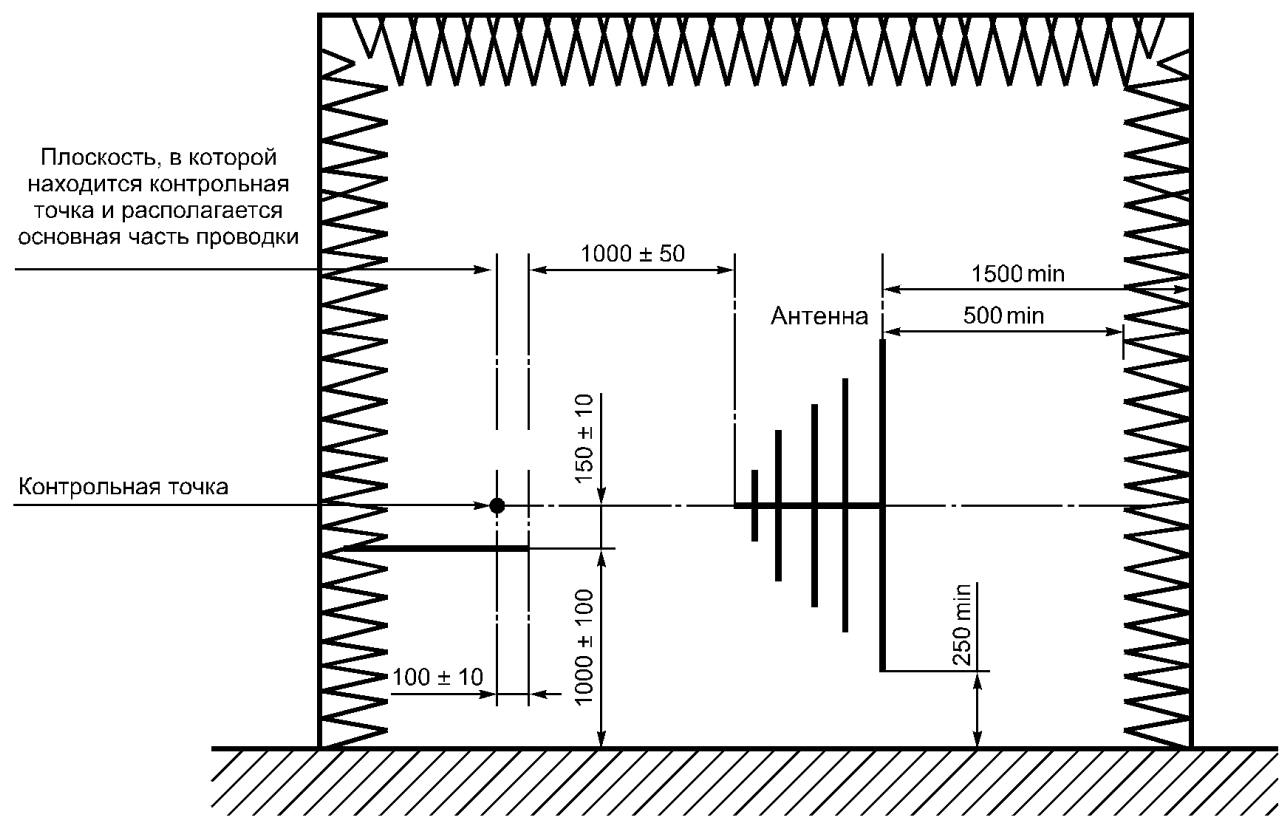 Плоскость, в которой
находится контрольная
точка и располагается
основная часть проводки
1000 ± 50
1500 min
Антенна
500 min
150 ± 10
Контрольная точка
1000 ± 100
250 min
100 ± 10